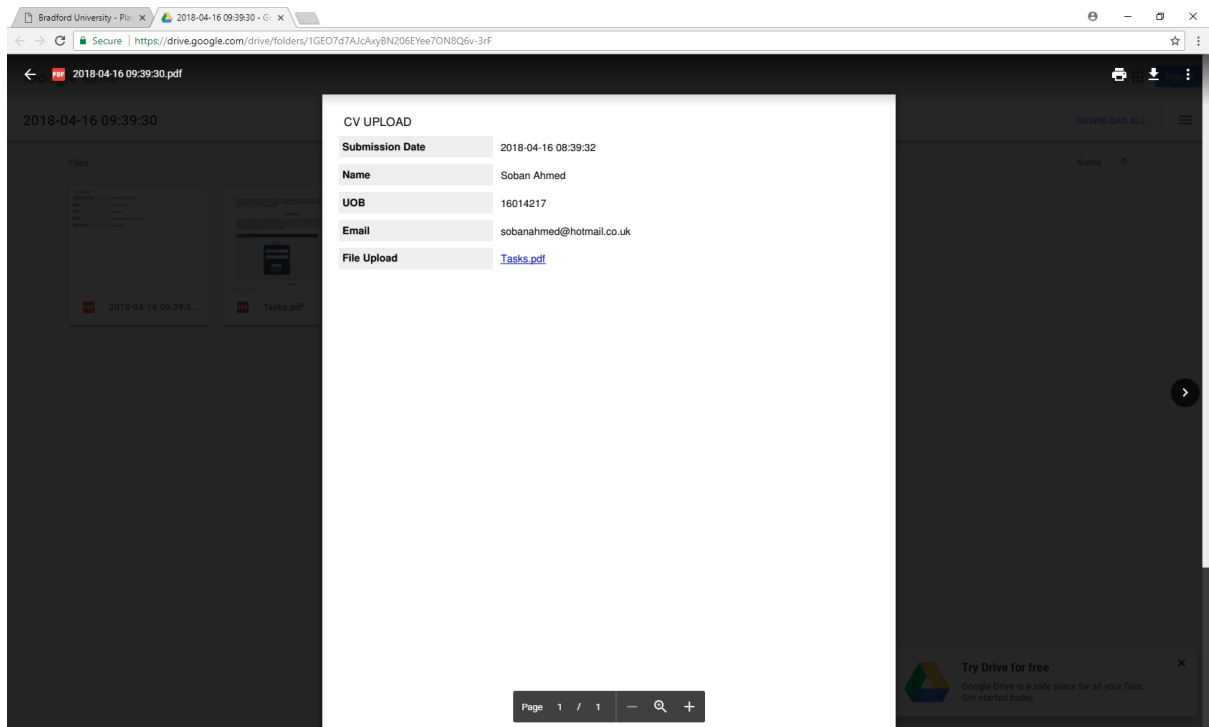 Bradford University - Pla
2018-04-16 09:39:30 - G
Secure | https://drive.google.com/drive/folders/1GEO7d7AJcAxyBN206EYee7ON8Q6v-3rF
PDF 2018-04-16 09:39:30.pdf
2018-04-16 09:39:30
DOWNLOAD ALL
Files
Name
CV UPLOAD
Submission Date 2018-04-16 08:39:32
Name Soban Ahmed
UOB 16014217
Email sobanahmed@hotmail.co.uk
File Upload Tasks.pdf
PDF 2018-04-16 09:39:3...
PDF Tasks.pdf
Try Drive for free
Google Drive is a safe place for all your files.
Get started today.
Page 1 / 1